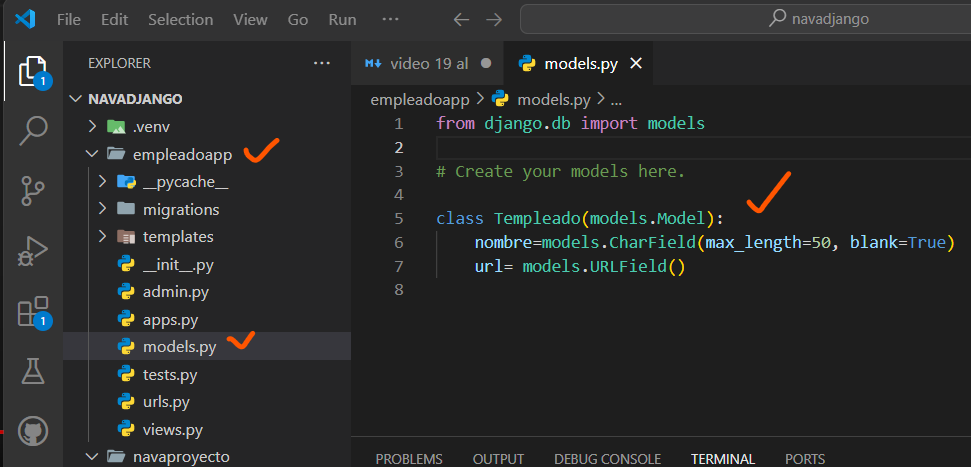 File Edit Selection View Go Run ... navadjango
EXPLORER ...
video 19 al models.py
NAVADJANGO
empleadoapp > models.py > ...
.venv
empleadoapp
__pycache__
migrations
templates
__init__.py
admin.py
apps.py
models.py
tests.py
urls.py
views.py
navaproyecto
1
1
1 from django.db import models
2
3 # Create your models here.
4
5 class Templeado(models.Model):
6 nombre=models.CharField(max_length=50, blank=True)
7 url= models.URLField()
8
PROBLEMS OUTPUT DEBUG CONSOLE TERMINAL PORTS